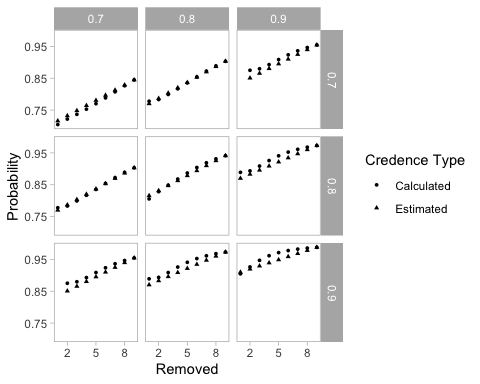 0.7 0.8 0.9
0.95
0.85
0.75
0.7
0.95
0.85
0.75
0.8
0.95
0.85
0.75
0.9
2 5 8 2 5 8 2 5 8
Removed
Probability
Credence Type
Calculated
Estimated